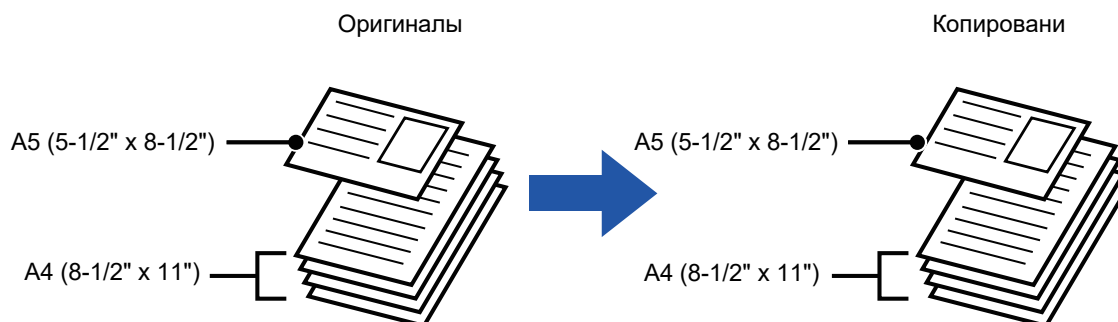 Оригиналы
Копировани
A5 (5-1/2" x 8-1/2")
A5 (5-1/2" x 8-1/2")
A4 (8-1/2" x 11")
A4 (8-1/2" x 11")